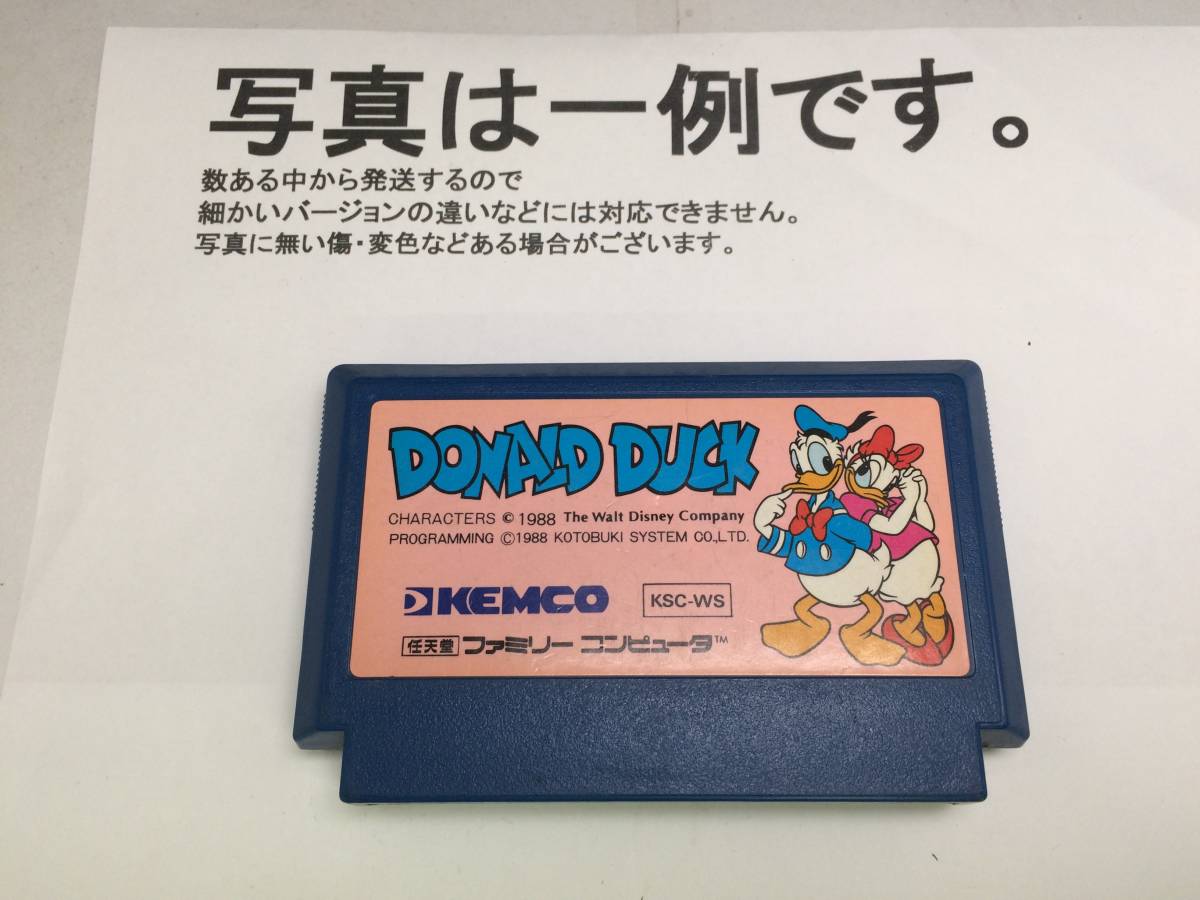 写真は一例です。
数ある中から発送するので
細かいバージョンの違いなどには対応できません。
写真に無い傷・変色などある場合がございます。
DONALD DUCK
CHARACTERS © 1988 The Walt Disney Company
PROGRAMMING ©1988 KOTOBUKI SYSTEM CO.,LTD.
KEMCO KSC-WS
任天堂 ファミリーコンピュータ™